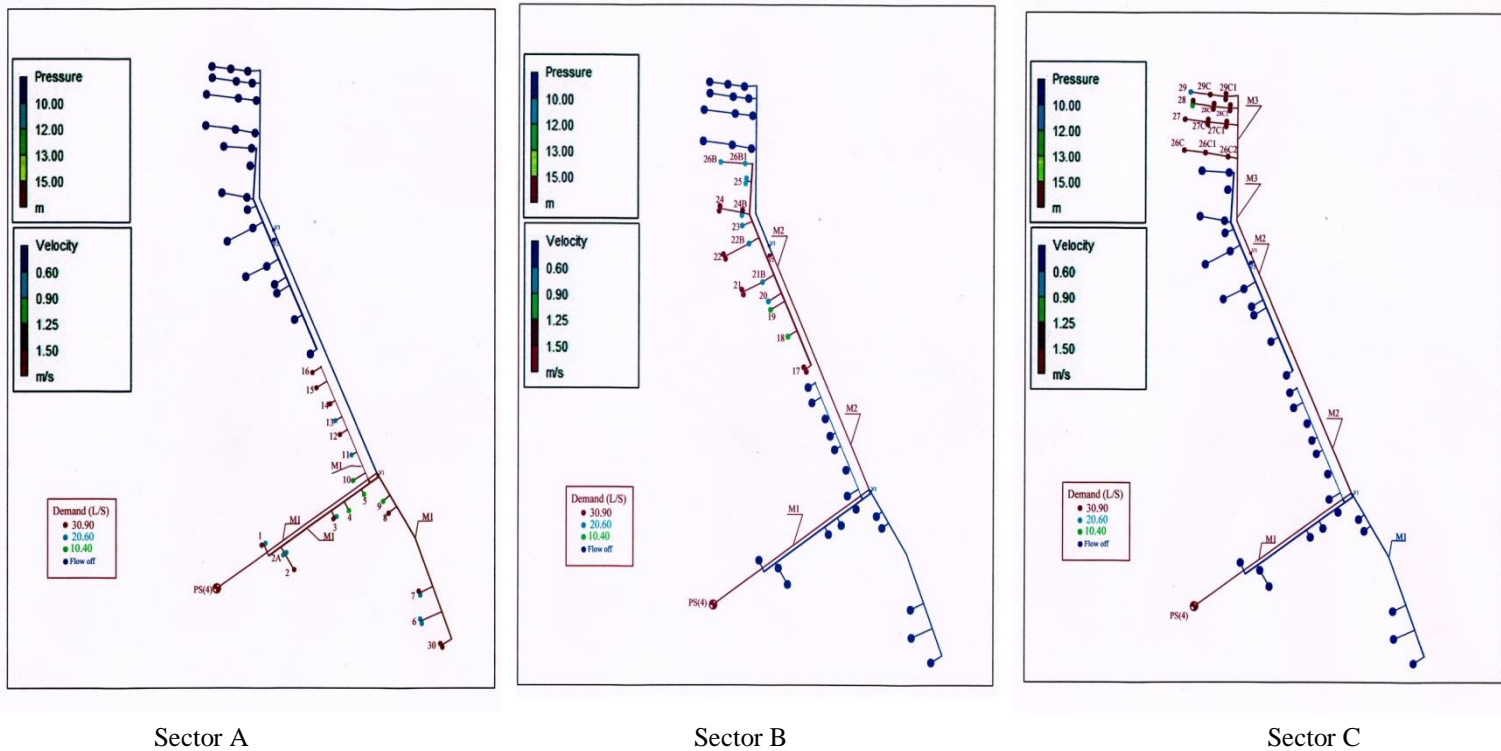 Pressure
10.00
12.00
13.00
15.00
m
Velocity
0.60
0.90
1.25
1.50
m/s
Demand (L/S)
30.90
20.60
10.40
Flow off
16
15
14
13
12
11
M1
10
5
4
3
9
8
1
M1
M1
2A
2
M1
PS(4)
7
6
30
Pressure
10.00
12.00
13.00
15.00
m
Velocity
0.60
0.90
1.25
1.50
m/s
Demand (L/S)
30.90
20.60
10.40
Flow off
26B
26B1
25
24
24B
23
22B
22
M2
21B
21
20
19
18
17
M2
M1
PS(4)
Pressure
10.00
12.00
13.00
15.00
m
Velocity
0.60
0.90
1.25
1.50
m/s
Demand (L/S)
30.90
20.60
10.40
Flow off
29
29C
29C1
28
M3
27
27C
27C1
26C
26C1
26C2
M3
M2
M2
M1
M1
PS(4)
Sector A
Sector B
Sector C